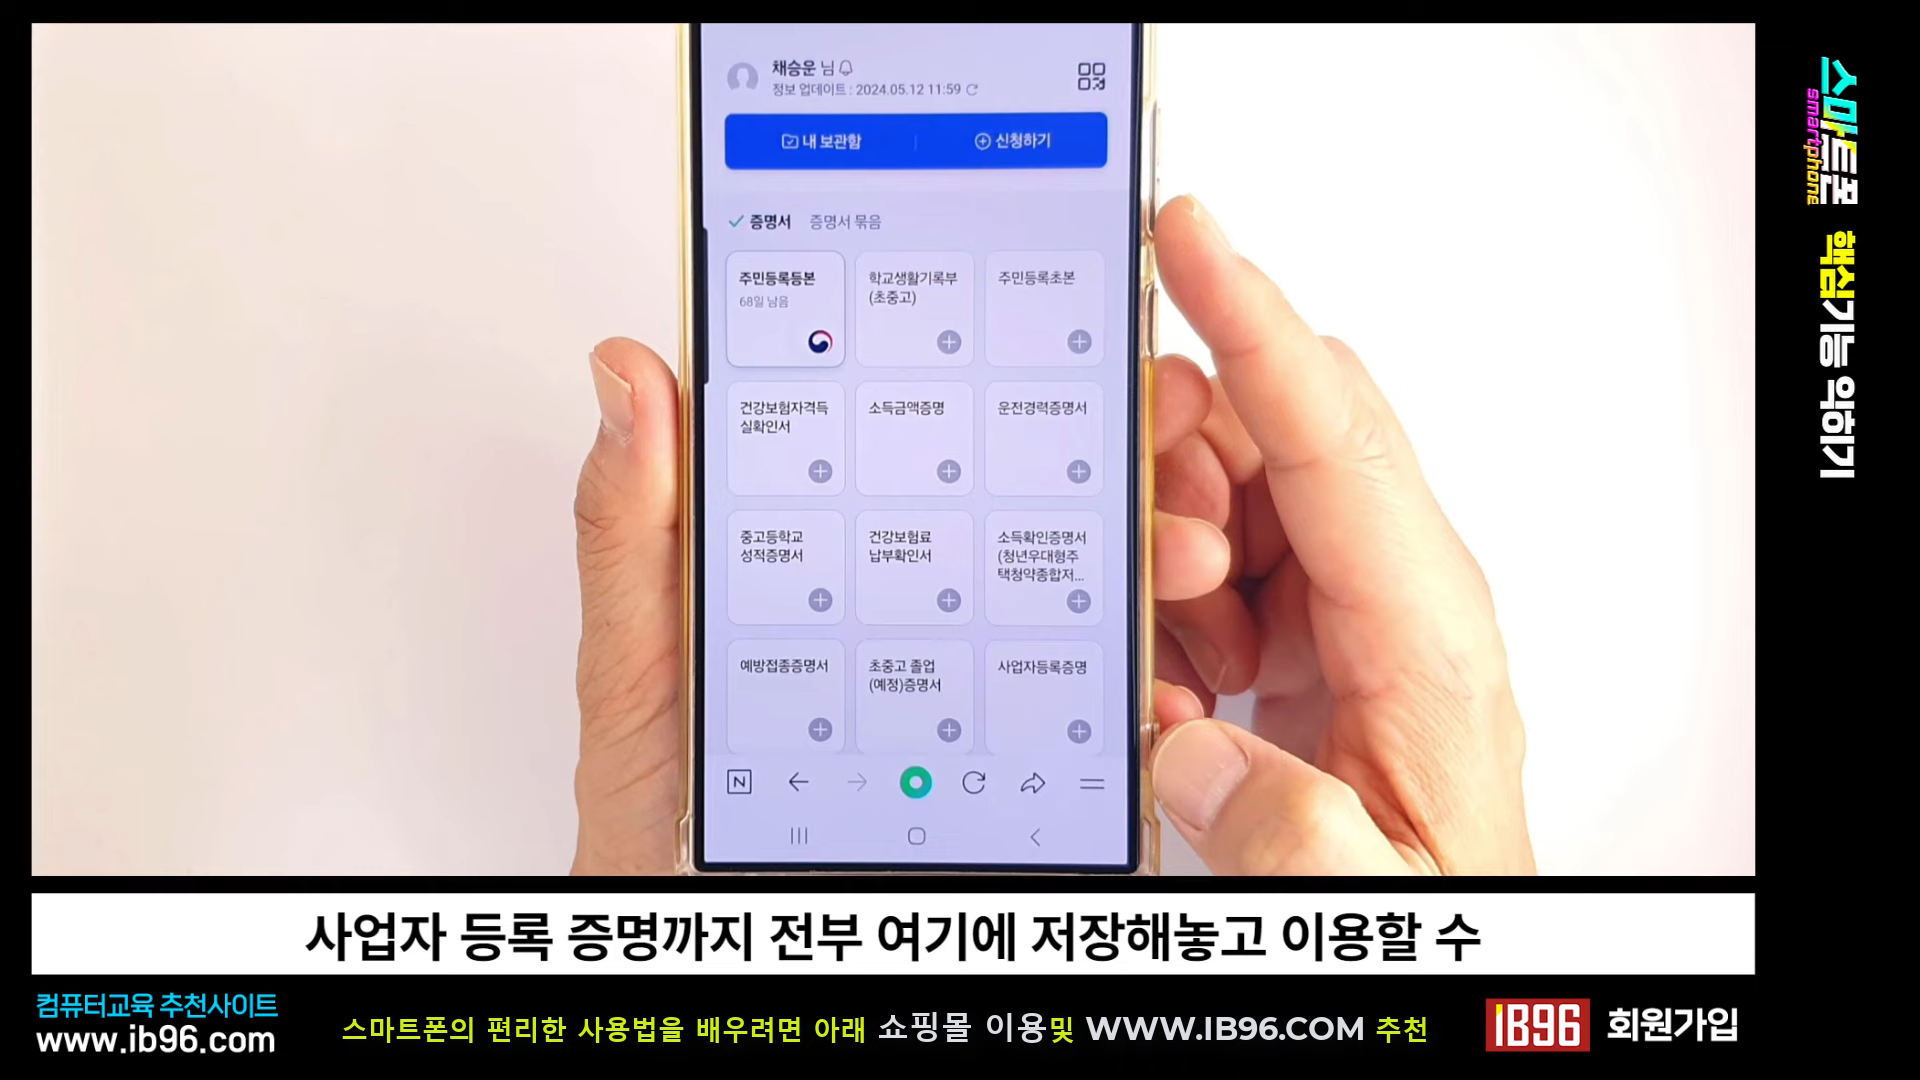 채승운 님
정보 업데이트 : 2024.05.12 11:59
내 보관함
신청하기
증명서 증명서 묶음
주민등록등본
68일 남음
학교생활기록부
(초중고)
주민등록초본
건강보험자격득
실확인서
소득금액증명
운전경력증명서
중고등학교
성적증명서
건강보험료
납부확인서
소득확인증명서
(청년우대형주
택청약종합저...
예방접종증명서
초중고 졸업
(예정)증명서
사업자등록증명
N
스마트폰 핵심기능 익히기
smartphone
사업자 등록 증명까지 전부 여기에 저장해놓고 이용할 수
컴퓨터교육 추천사이트
www.ib96.com
스마트폰의 편리한 사용법을 배우려면 아래 쇼핑몰 이용및 WWW.IB96.COM 추천
IB96 회원가입